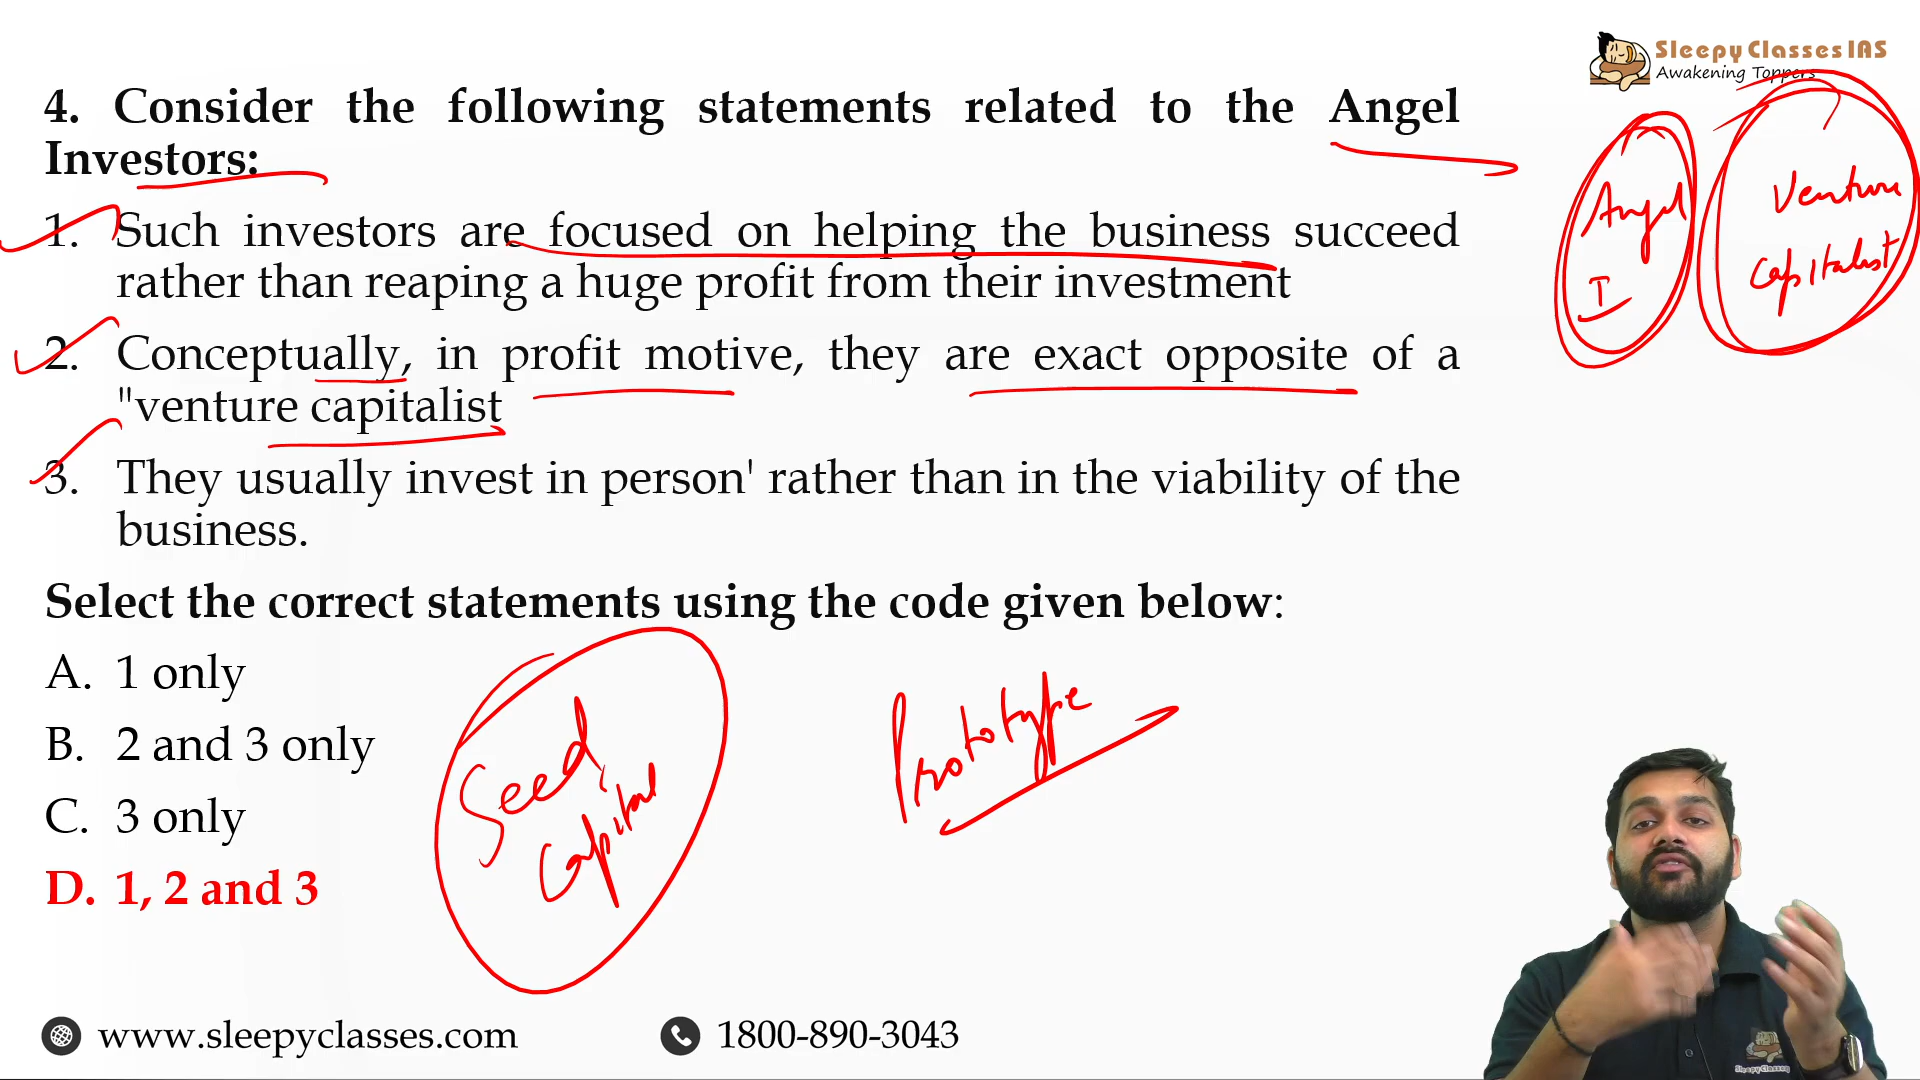 Sleepy Classes IAS
Awakening Toppers
4. Consider the following statements related to the Angel
Investors:
1. Such investors are focused on helping the business succeed
rather than reaping a huge profit from their investment
2. Conceptually, in profit motive, they are exact opposite of a
"venture capitalist
3. They usually invest in person' rather than in the viability of the
business.
Select the correct statements using the code given below:
A. 1 only
B. 2 and 3 only
C. 3 only
D. 1, 2 and 3
Angel
I
Venture
Capitalist
Seed
Capital
Prototype
www.sleepyclasses.com
1800-890-3043
Sleepy Classes